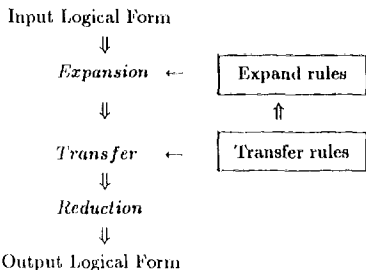 Input Logical Form
⇓
Expansion ← Expand rules
⇓ ⇑
Transfer ← Transfer rules
⇓
Reduction
⇓
Output Logical Form